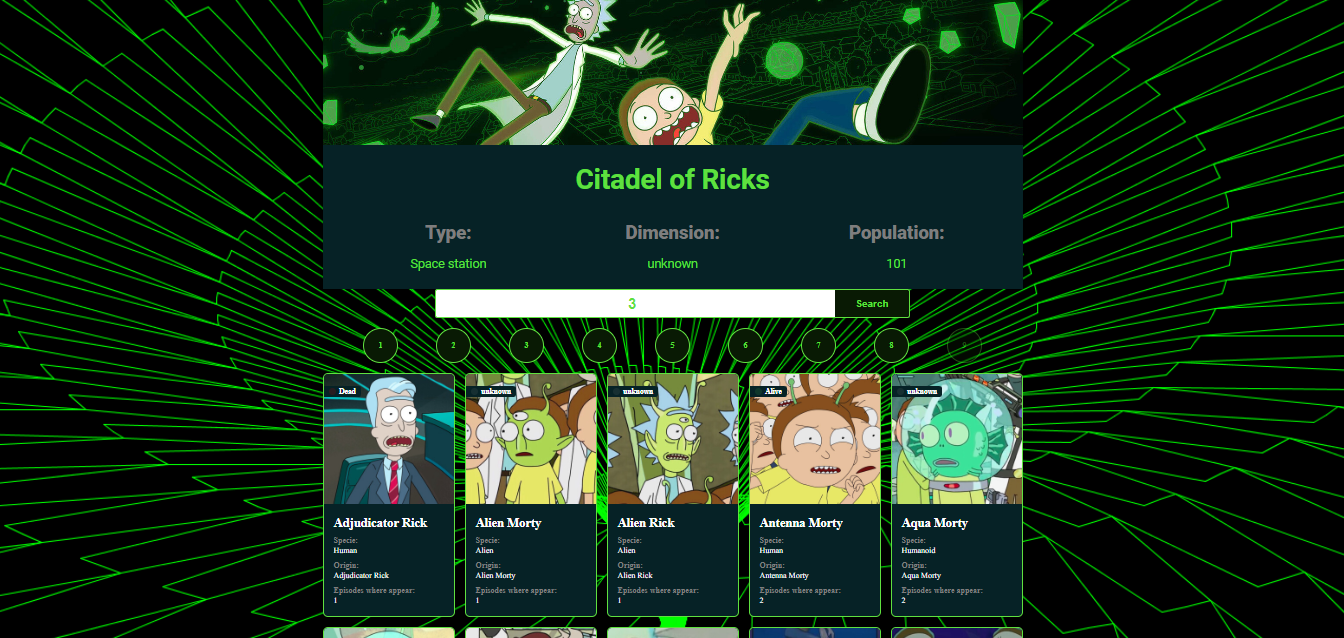 Citadel of Ricks
Type: Dimension: Population:
Space station unknown 101
3 Search
1 2 3 4 5 6 7 8 9
Dead unknown unknown Alive unknown
Adjudicator Rick Alien Morty Alien Rick Antenna Morty Aqua Morty
Specie: Specie: Specie: Specie: Specie:
Human Alien Alien Human Humanoid
Origin: Origin: Origin: Origin: Origin:
Adjudicator Rick Alien Morty Alien Rick Antenna Morty Aqua Morty
Episodes where appear: Episodes where appear: Episodes where appear: Episodes where appear: Episodes where appear:
1 1 1 2 2